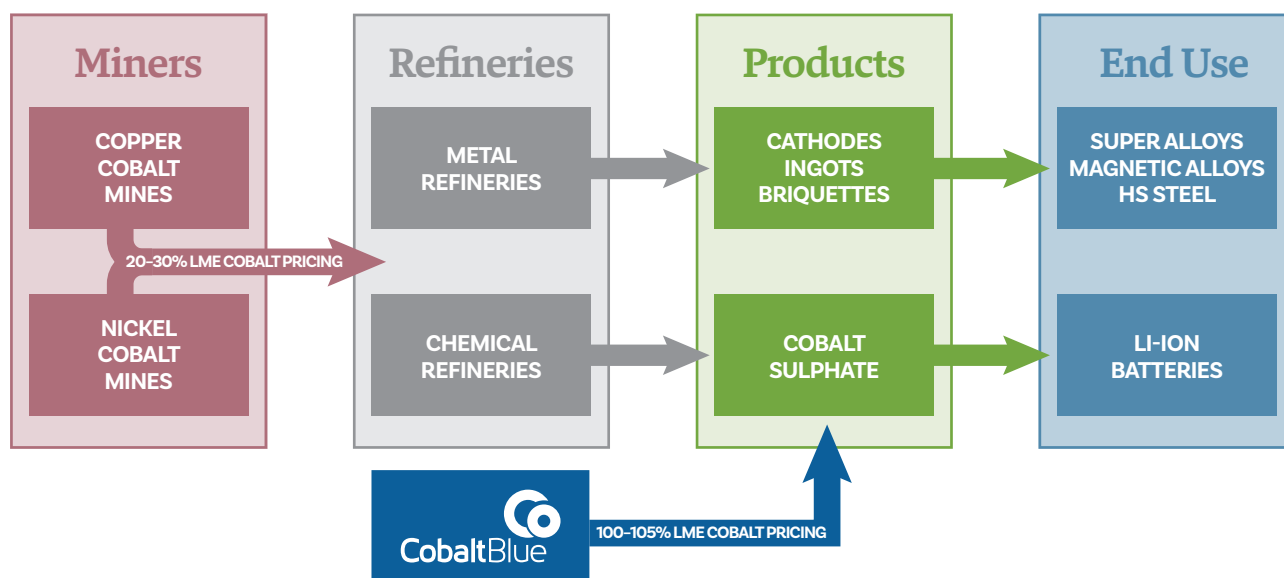 Miners
COPPER
COBALT
MINES
20–30% LME COBALT PRICING
NICKEL
COBALT
MINES
Refineries
METAL
REFINERIES
CHEMICAL
REFINERIES
Products
CATHODES
INGOTS
BRIQUETTES
COBALT
SULPHATE
End Use
SUPER ALLOYS
MAGNETIC ALLOYS
HS STEEL
LI-ION
BATTERIES
CobaltBlue
100–105% LME COBALT PRICING